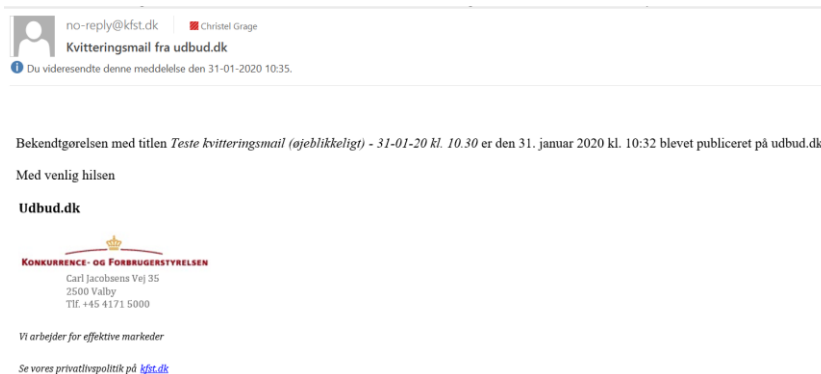 no-reply@kfst.dk Christel Grage
Kvitteringsmail fra udbud.dk
Du videresendte denne meddelelse den 31-01-2020 10:35.
Bekendtgørelsen med titlen Teste kvitteringsmail (øjeblikkeligt) - 31-01-20 kl. 10.30 er den 31. januar 2020 kl. 10:32 blevet publiceret på udbud.dk
Med venlig hilsen
Udbud.dk
KONKURRENCE- OG FORBRUGERSTYRELSEN
Carl Jacobsens Vej 35
2500 Valby
Tlf. +45 4171 5000
Vi arbejder for effektive markeder
Se vores privatlivspolitik på kfst.dk